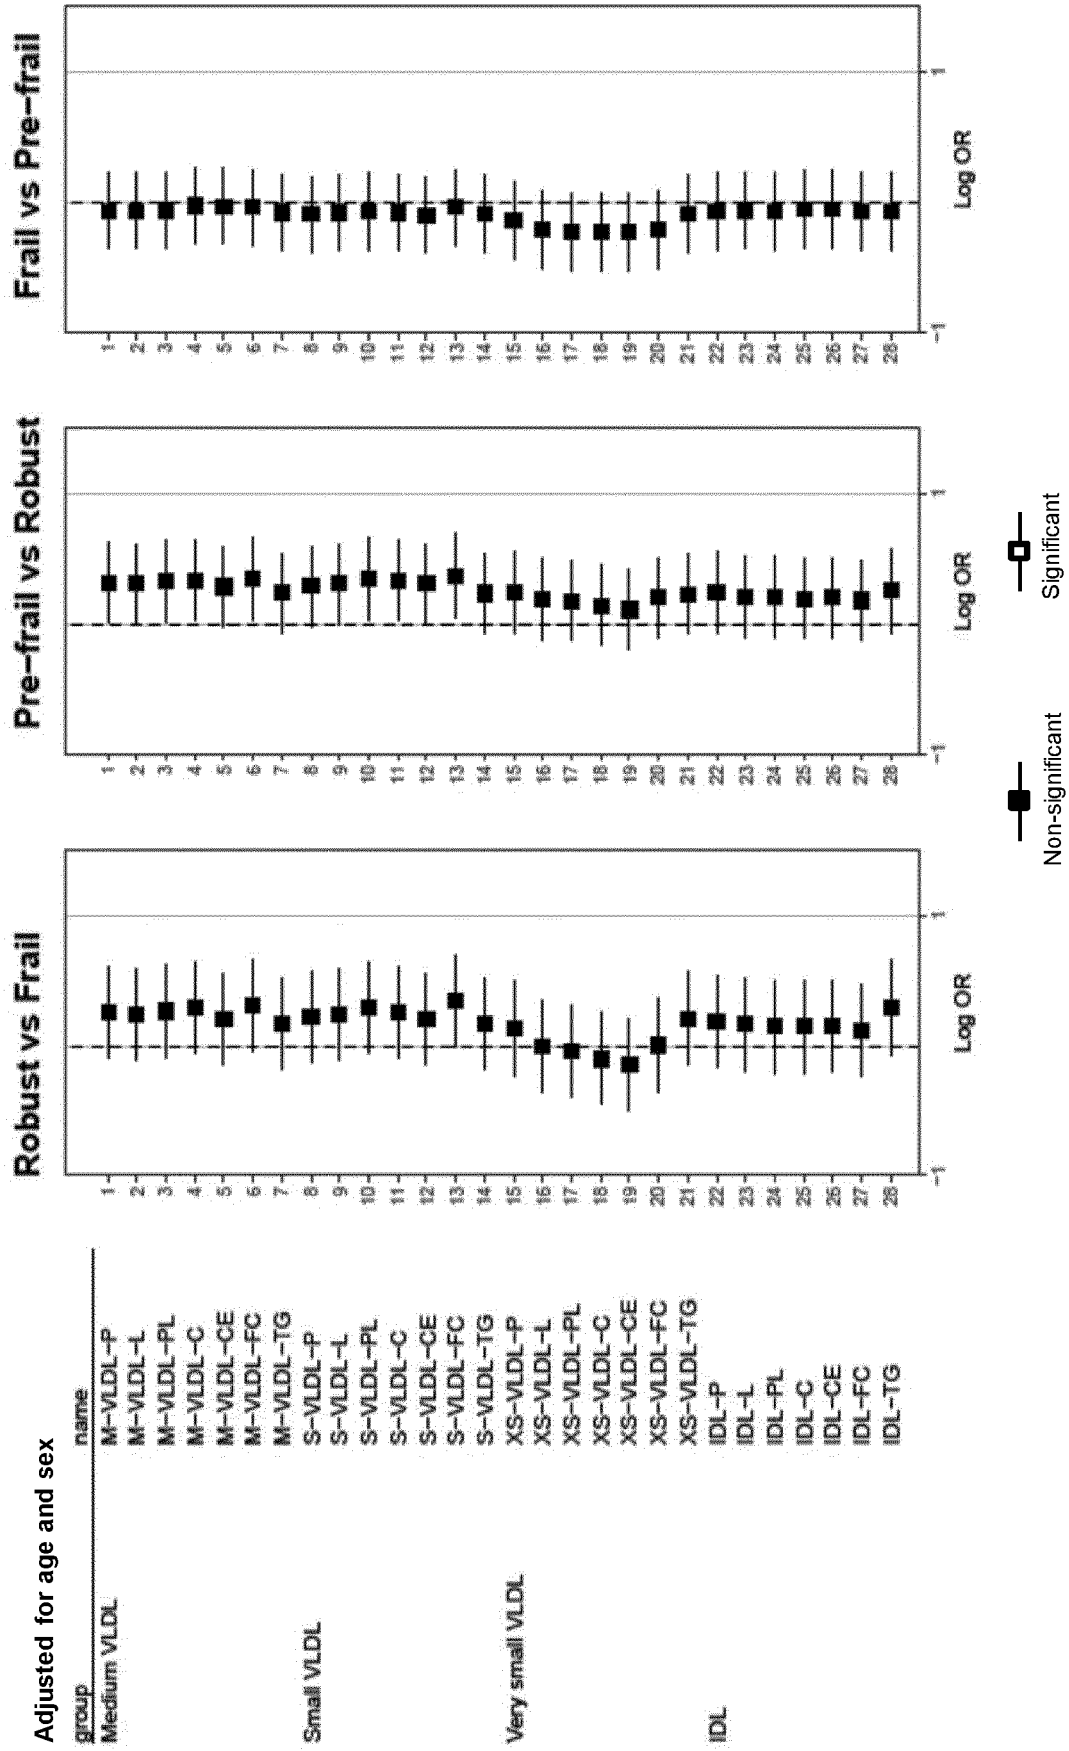 Adjusted for age and sex
group name
Medium VLDL M-VLDL-P
M-VLDL-L
M-VLDL-PL
M-VLDL-C
M-VLDL-CE
M-VLDL-FC
M-VLDL-TG
Small VLDL S-VLDL-P
S-VLDL-L
S-VLDL-PL
S-VLDL-C
S-VLDL-CE
S-VLDL-FC
S-VLDL-TG
Very small VLDL XS-VLDL-P
XS-VLDL-L
XS-VLDL-PL
XS-VLDL-C
XS-VLDL-CE
XS-VLDL-FC
XS-VLDL-TG
IDL IDL-P
IDL-L
IDL-PL
IDL-C
IDL-CE
IDL-FC
IDL-TG
Robust vs Frail
1
2
3
4
5
6
7
8
9
10
11
12
13
14
15
16
17
18
19
20
21
22
23
24
25
26
27
28
-1 1
Log OR
Pre-frail vs Robust
1
2
3
4
5
6
7
8
9
10
11
12
13
14
15
16
17
18
19
20
21
22
23
24
25
26
27
28
-1 1
Log OR
Frail vs Pre-frail
1
2
3
4
5
6
7
8
9
10
11
12
13
14
15
16
17
18
19
20
21
22
23
24
25
26
27
28
-1 1
Log OR
Non-significant Significant